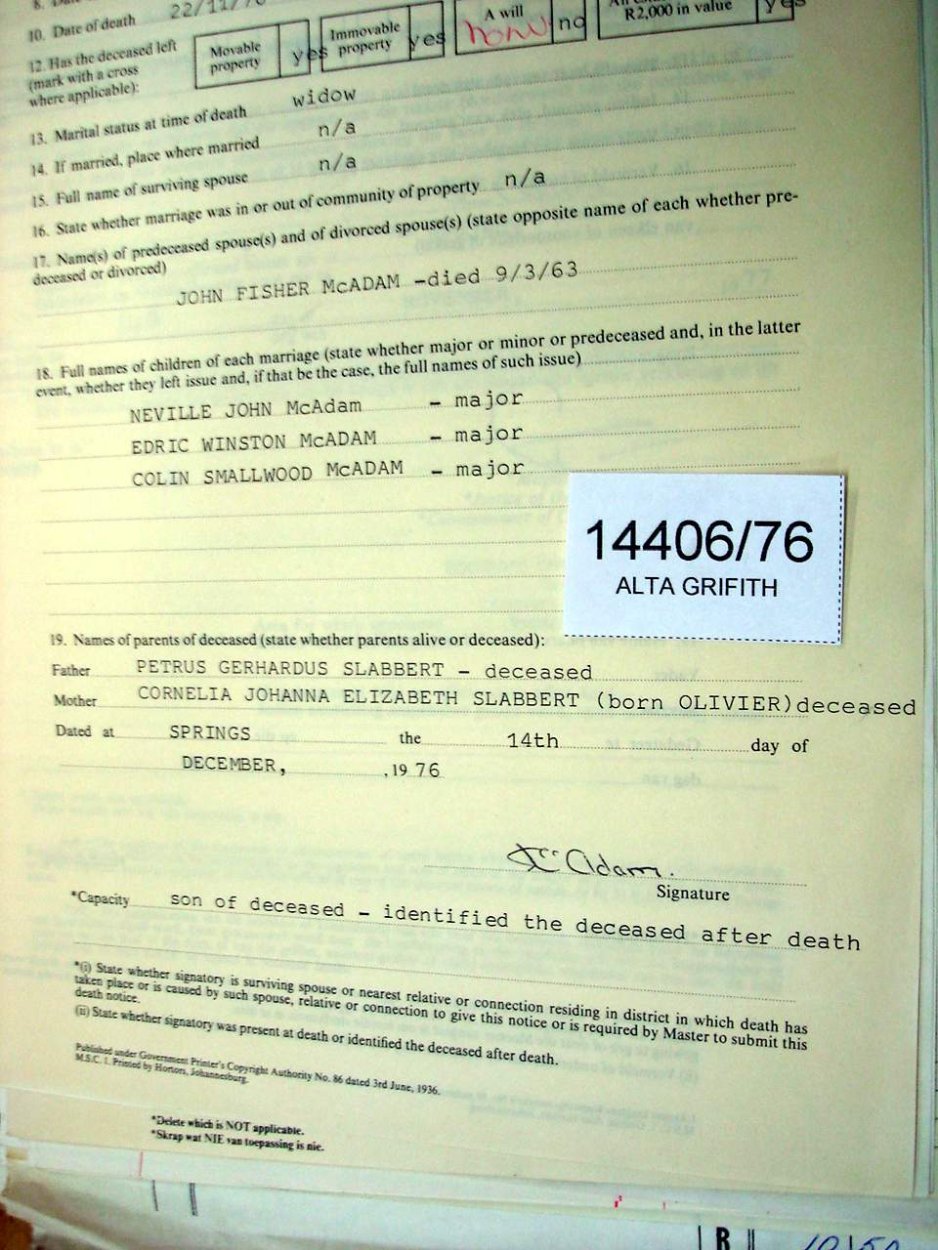 10. Date of death 22/11/76
12. Has the deceased left
(mark with a cross
where applicable):
Movable
property
yes
Immovable
property
yes
A will
no
R2,000 in value
yes
13. Marital status at time of death widow
14. If married, place where married n/a
15. Full name of surviving spouse n/a
16. State whether marriage was in or out of community of property n/a
17. Name(s) of predeceased spouse(s) and of divorced spouse(s) (state opposite name of each whether pre-
deceased or divorced)
JOHN FISHER McADAM -died 9/3/63
18. Full names of children of each marriage (state whether major or minor or predeceased and, in the latter
event, whether they left issue and, if that be the case, the full names of such issue)
NEVILLE JOHN McAdam - major
EDRIC WINSTON McADAM - major
COLIN SMALLWOOD McADAM - major
14406/76
ALTA GRIFITH
19. Names of parents of deceased (state whether parents alive or deceased):
Father PETRUS GERHARDUS SLABBERT - deceased
Mother CORNELIA JOHANNA ELIZABETH SLABBERT (born OLIVIER)deceased
Dated at SPRINGS the 14th day of
DECEMBER, ,19 76
Adam.
Signature
*Capacity son of deceased - identified the deceased after death
*(i) State whether signatory is surviving spouse or nearest relative or connection residing in district in which death has
taken place or is caused by such spouse, relative or connection to give this notice or is required by Master to submit this
death notice.
(ii) State whether signatory was present at death or identified the deceased after death.
Published under Government Printer's Copyright Authority No. 86 dated 3rd June, 1936.
M.S.C. 1. Printed by Hortors, Johannesburg.
*Delete which is NOT applicable.
*Skrap wat NIE van toepassing is nie.
R